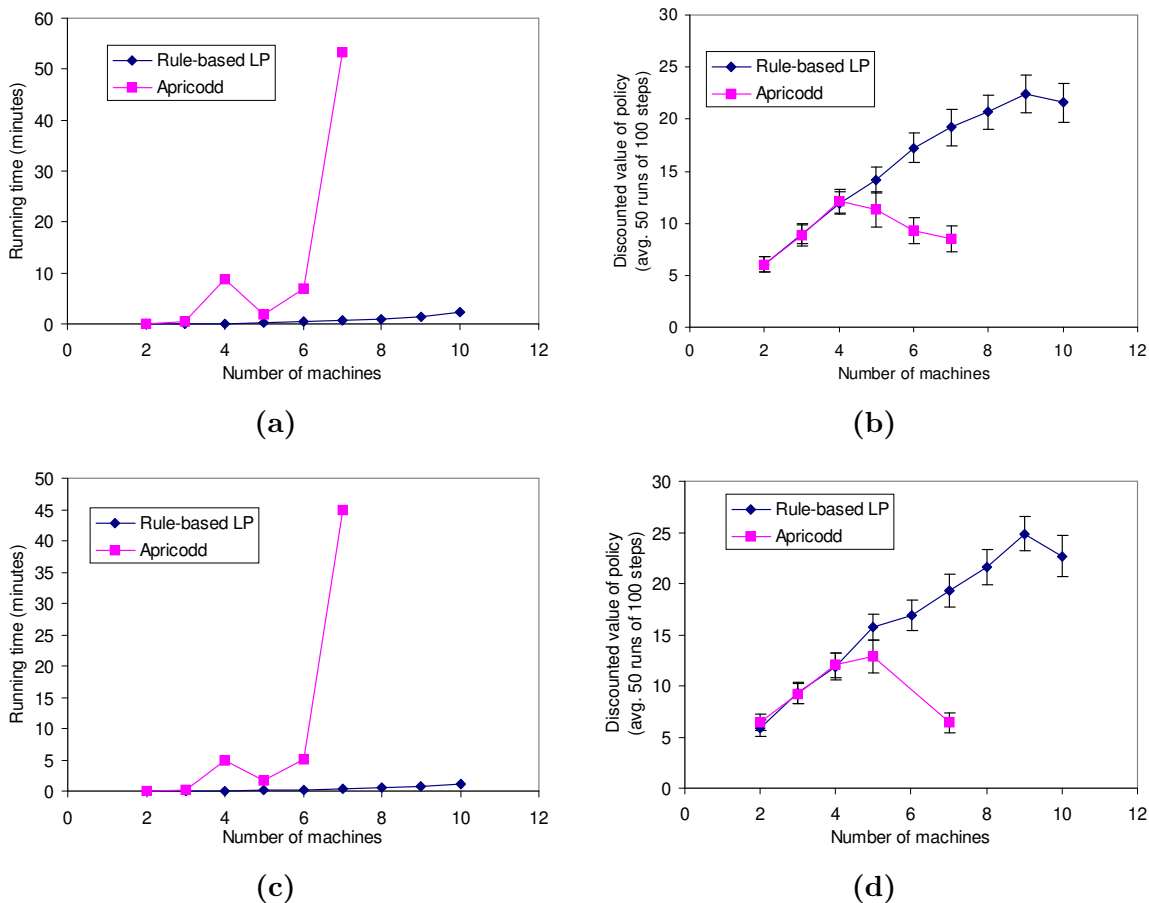 60
50
40
30
20
10
0
Running time (minutes)
Rule-based LP
Apricodd
0 2 4 6 8 10 12
Number of machines
(a)
30
25
20
15
10
5
0
Discounted value of policy
(avg. 50 runs of 100 steps)
Rule-based LP
Apricodd
0 2 4 6 8 10 12
Number of machines
(b)
50
45
40
35
30
25
20
15
10
5
0
Running time (minutes)
Rule-based LP
Apricodd
0 2 4 6 8 10 12
Number of machines
(c)
30
25
20
15
10
5
0
Discounted value of policy
(avg. 50 runs of 100 steps)
Rule-based LP
Apricodd
0 2 4 6 8 10 12
Number of machines
(d)